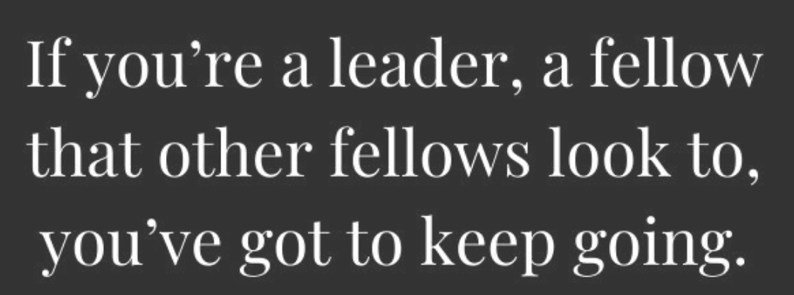 If you’re a leader, a fellow
that other fellows look to,
you’ve got to keep going.